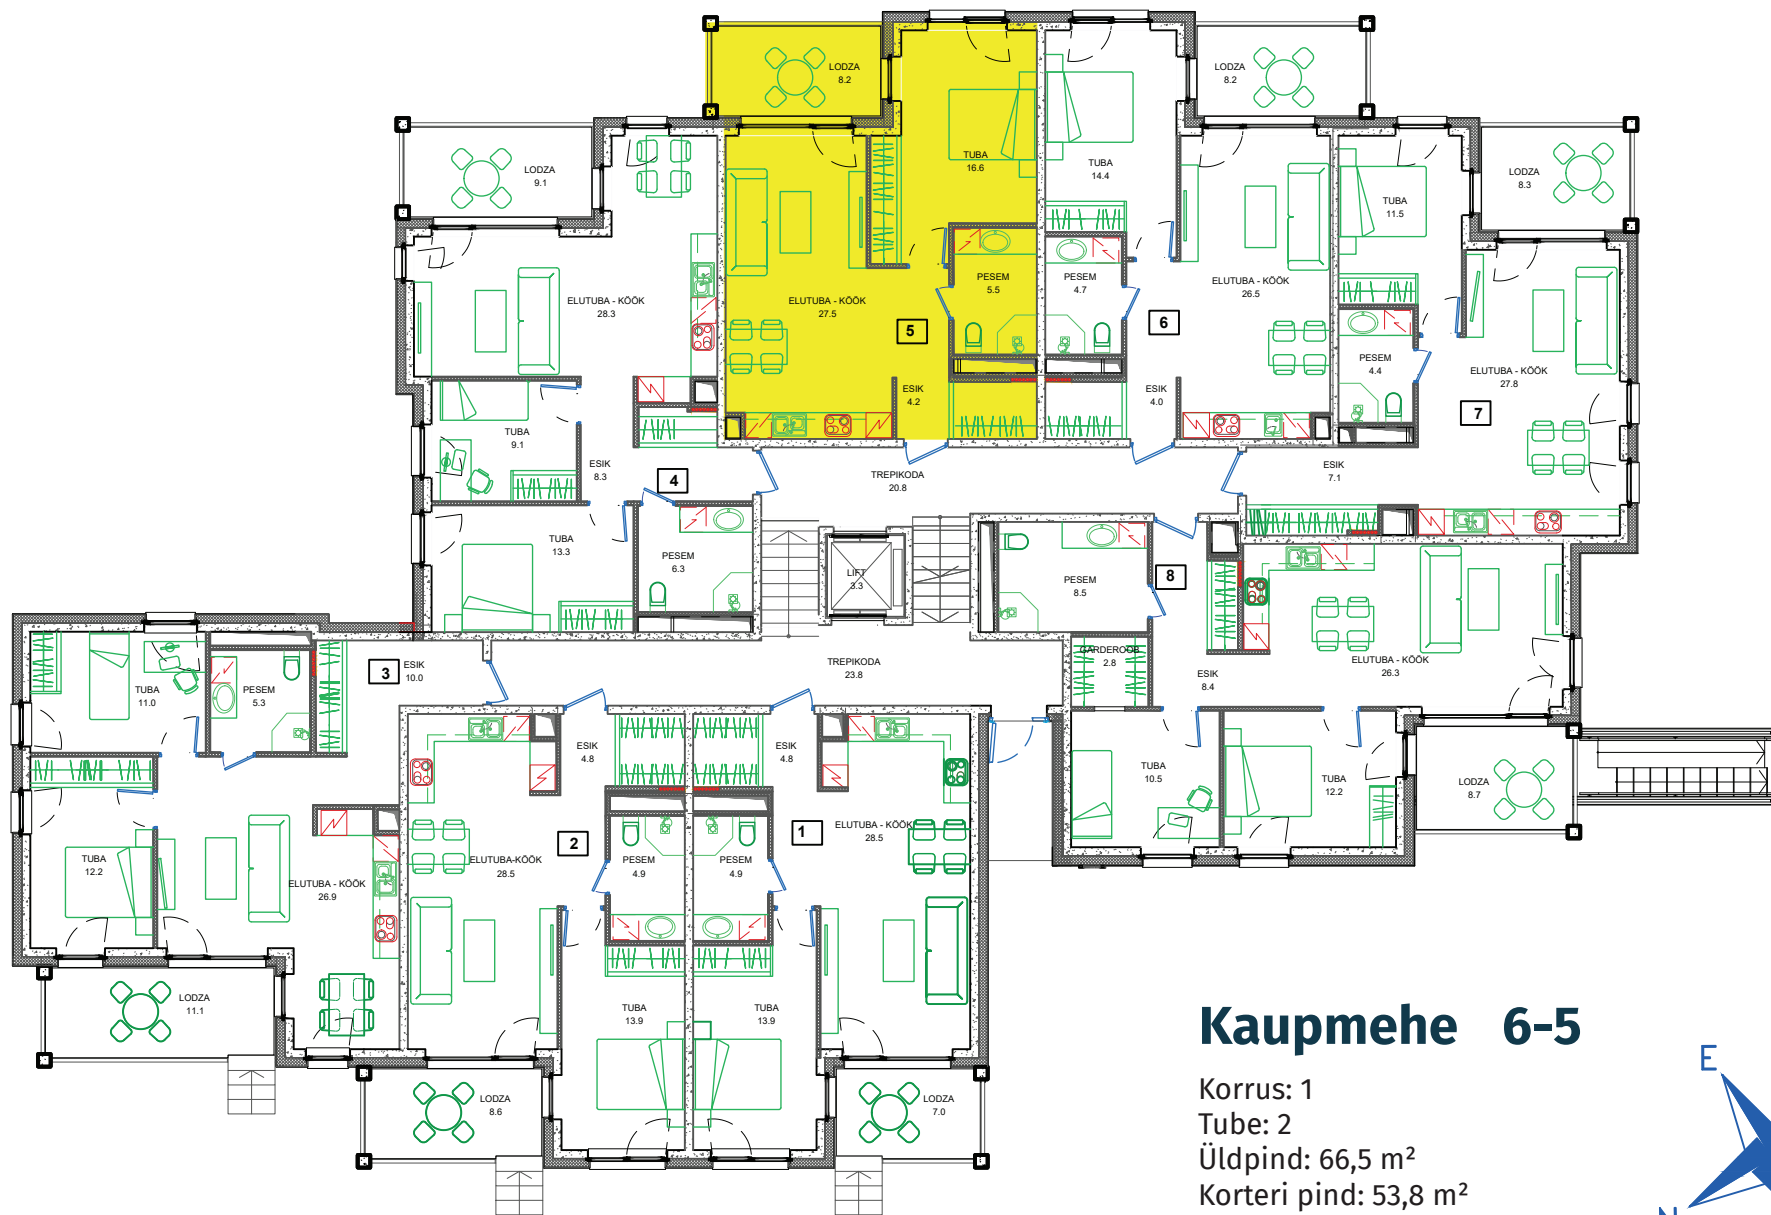 LODZA
8.2
LODZA
8.2
LODZA
9.1
TUBA
16.6
TUBA
14.4
TUBA
11.5
LODZA
8.3
ELUTUBA - KÖÖK
28.3
ELUTUBA - KÖÖK
27.5
5
PESEM
5.5
PESEM
4.7
6
ELUTUBA - KÖÖK
26.5
PESEM
4.4
ELUTUBA - KÖÖK
27.8
7
ESIK
4.2
ESIK
4.0
TUBA
9.1
ESIK
8.3
4
TREPIKODA
20.8
ESIK
7.1
TUBA
13.3
PESEM
6.3
LIFT
3.3
PESEM
8.5
8
GARDEROOB
2.8
ELUTUBA - KÖÖK
26.3
ESIK
8.4
TREPIKODA
23.8
3
ESIK
10.0
TUBA
11.0
PESEM
5.3
ESIK
4.8
ESIK
4.8
TUBA
10.5
TUBA
12.2
LODZA
8.7
TUBA
12.2
ELUTUBA - KÖÖK
26.9
ELUTUBA-KÖÖK
28.5
2
PESEM
4.9
PESEM
4.9
1
ELUTUBA - KÖÖK
28.5
LODZA
11.1
TUBA
13.9
TUBA
13.9
LODZA
8.6
LODZA
7.0
Kaupmehe 6-5
Korrus: 1
Tube: 2
Üldpind: 66,5 m²
Korteri pind: 53,8 m²
E
N